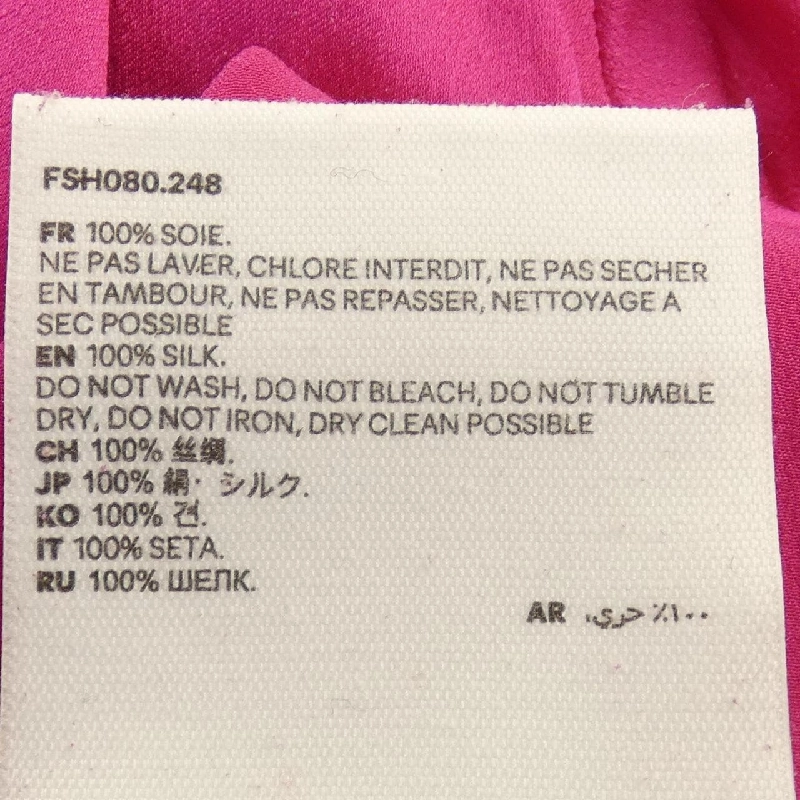 FSH080.248
FR 100% SOIE.
NE PAS LAVER, CHLORE INTERDIT, NE PAS SECHER
EN TAMBOUR, NE PAS REPASSER, NETTOYAGE A
SEC POSSIBLE
EN 100% SILK.
DO NOT WASH, DO NOT BLEACH, DO NOT TUMBLE
DRY, DO NOT IRON, DRY CLEAN POSSIBLE
CH 100% 丝绸.
JP 100% 絹· シルク.
KO 100% 견.
IT 100% SETA.
RU 100% ШЕЛК.
AR ١٠٠٪